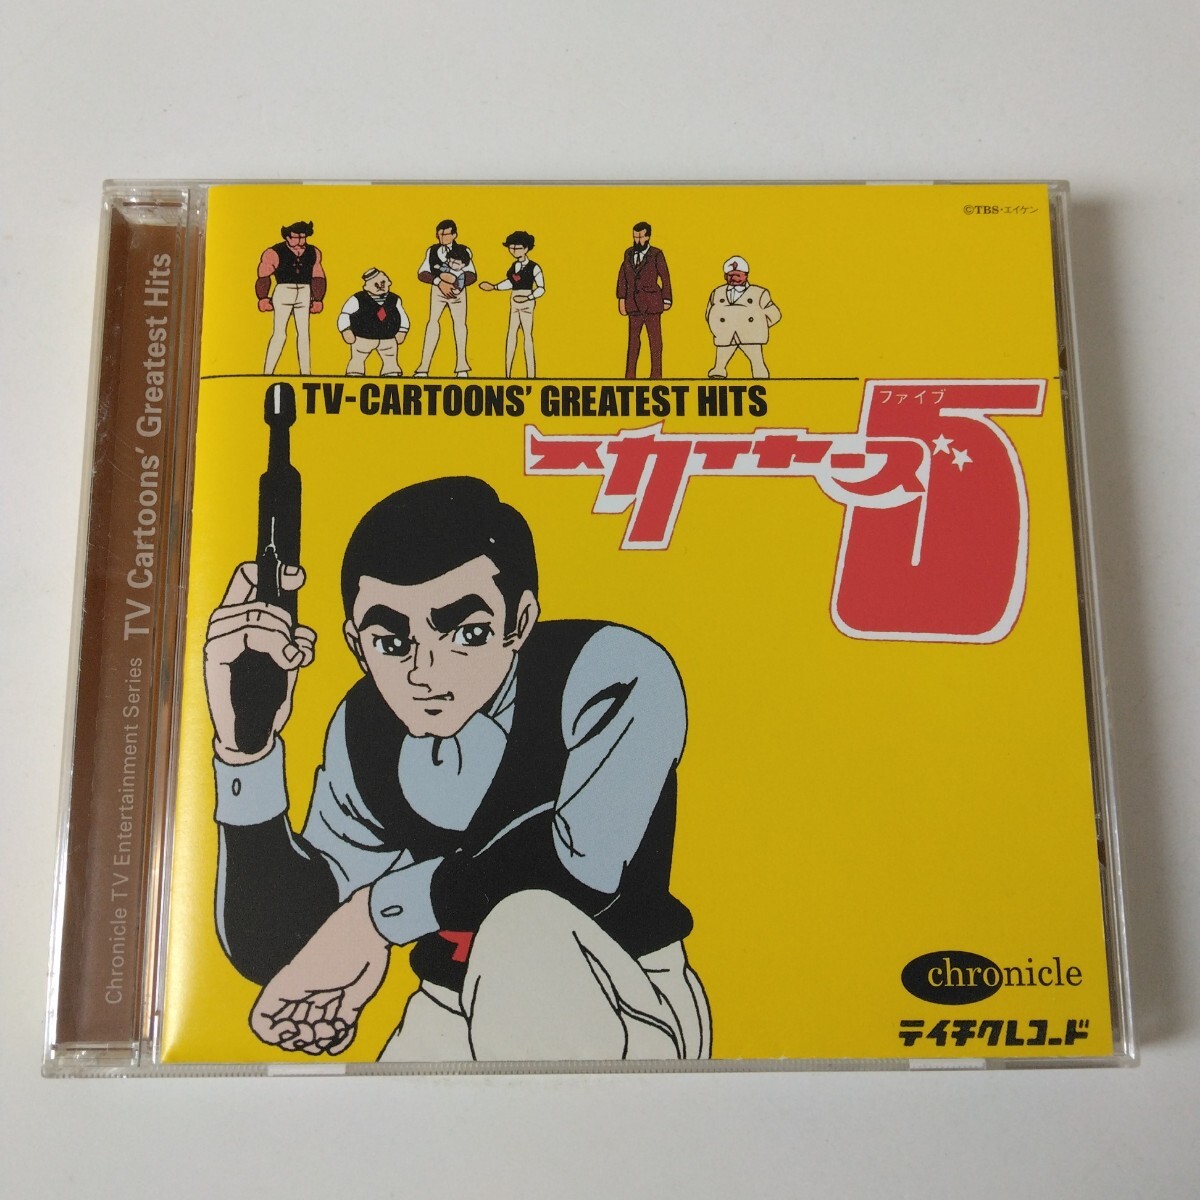 ©TBS・エイケン
TV-CARTOONS' GREATEST HITS
ファイブ
スカイヤーズ5
chronicle
テイチクレコード
Chronicle TV Entertainment Series TV Cartoons' Greatest Hits